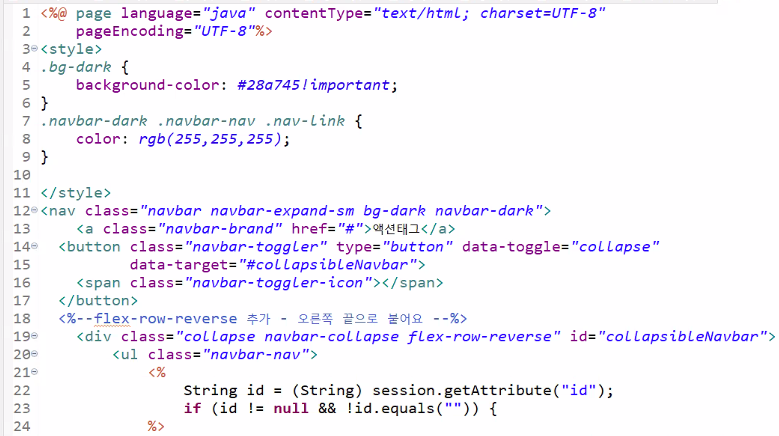 1 <%@ page language="java" contentType="text/html; charset=UTF-8"
2 pageEncoding="UTF-8"%>
3 <style>
4 .bg-dark {
5 background-color: #28a745!important;
6 }
7 .navbar-dark .navbar-nav .nav-link {
8 color: rgb(255,255,255);
9 }
10
11 </style>
12 <nav class="navbar navbar-expand-sm bg-dark navbar-dark">
13 <a class="navbar-brand" href="#">액션태그</a>
14 <button class="navbar-toggler" type="button" data-toggle="collapse"
15 data-target="#collapsibleNavbar">
16 <span class="navbar-toggler-icon"></span>
17 </button>
18 <%--flex-row-reverse 추가 - 오른쪽 끝으로 붙어요 --%>
19 <div class="collapse navbar-collapse flex-row-reverse" id="collapsibleNavbar">
20 <ul class="navbar-nav">
21 <%
22 String id = (String) session.getAttribute("id");
23 if (id != null && !id.equals("")) {
24 %>